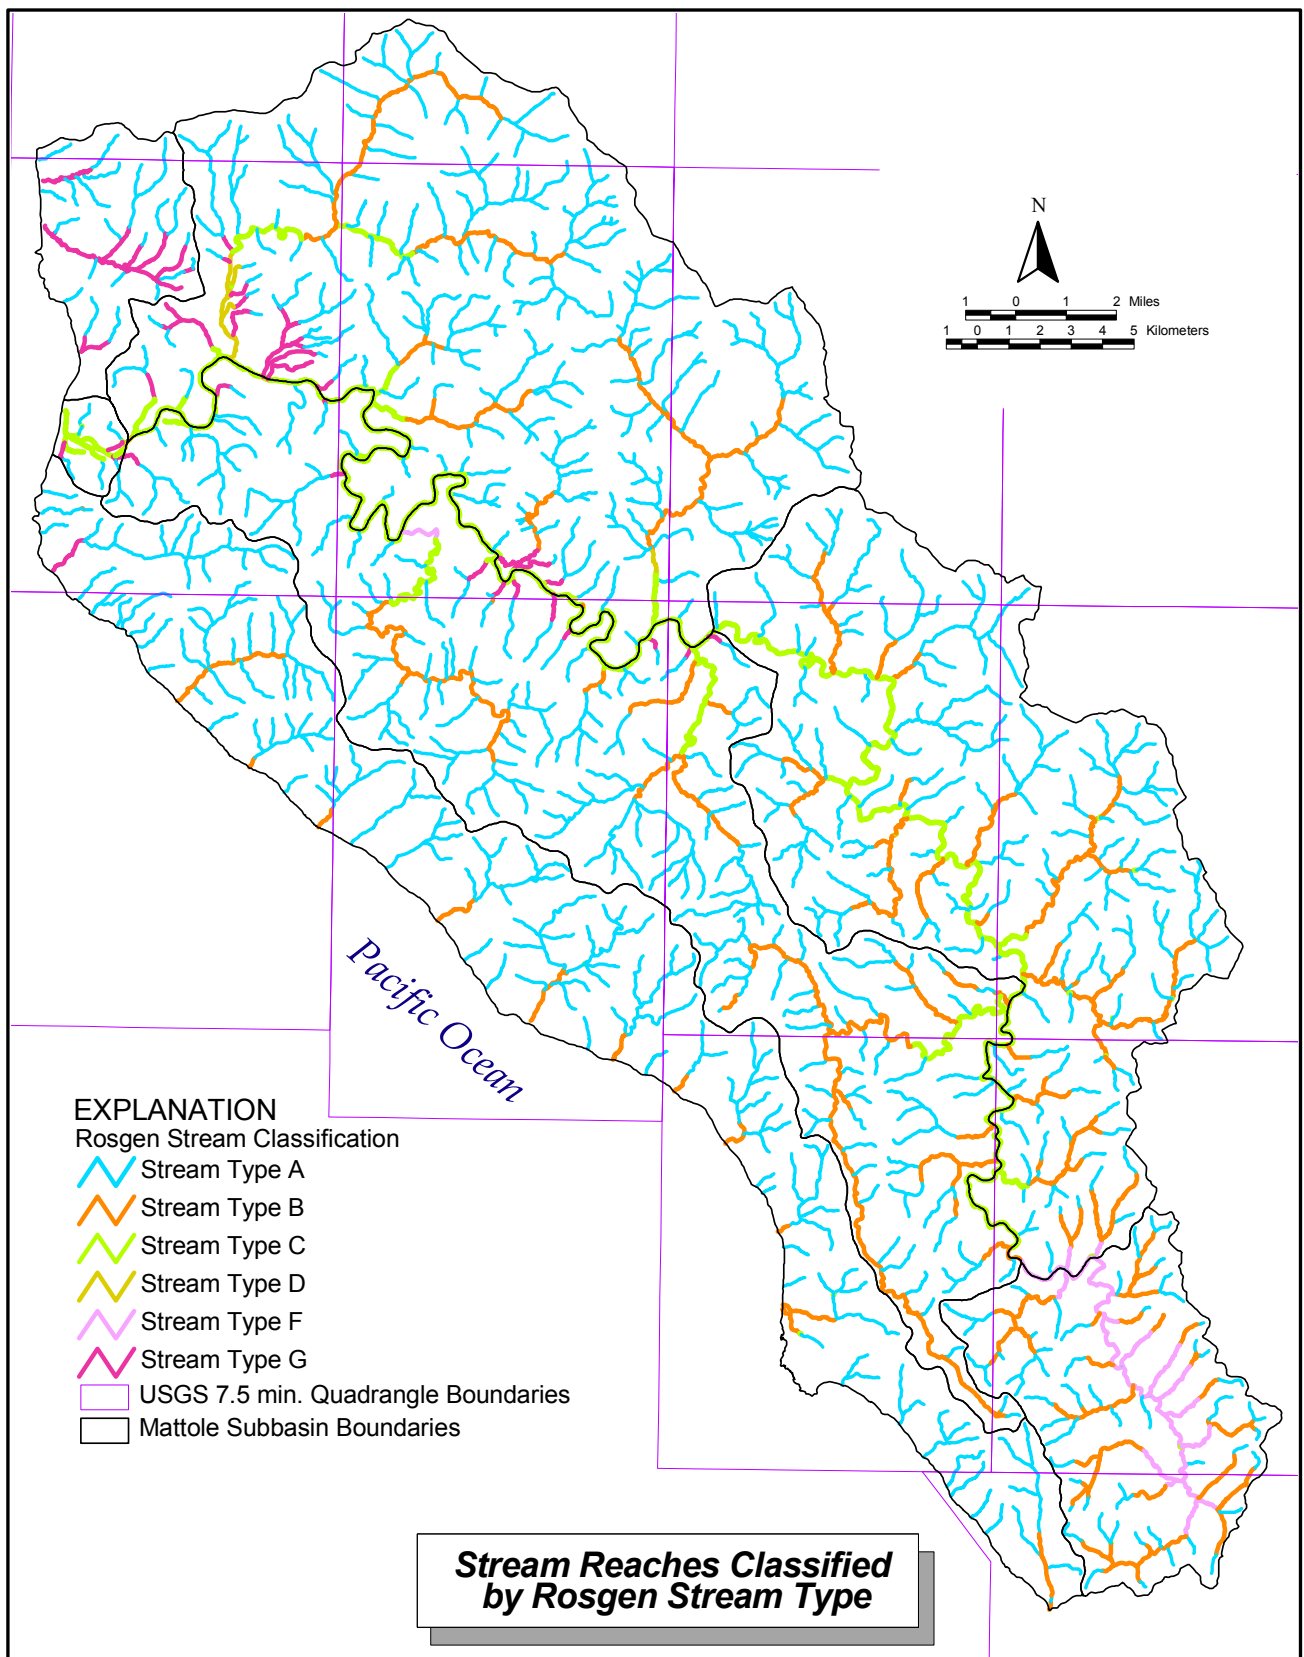 N
1 0 1 2 Miles
1 0 1 2 3 4 5 Kilometers
Pacific Ocean
EXPLANATION
Rosgen Stream Classification
Stream Type A
Stream Type B
Stream Type C
Stream Type D
Stream Type F
Stream Type G
USGS 7.5 min. Quadrangle Boundaries
Mattole Subbasin Boundaries
Stream Reaches Classified
by Rosgen Stream Type